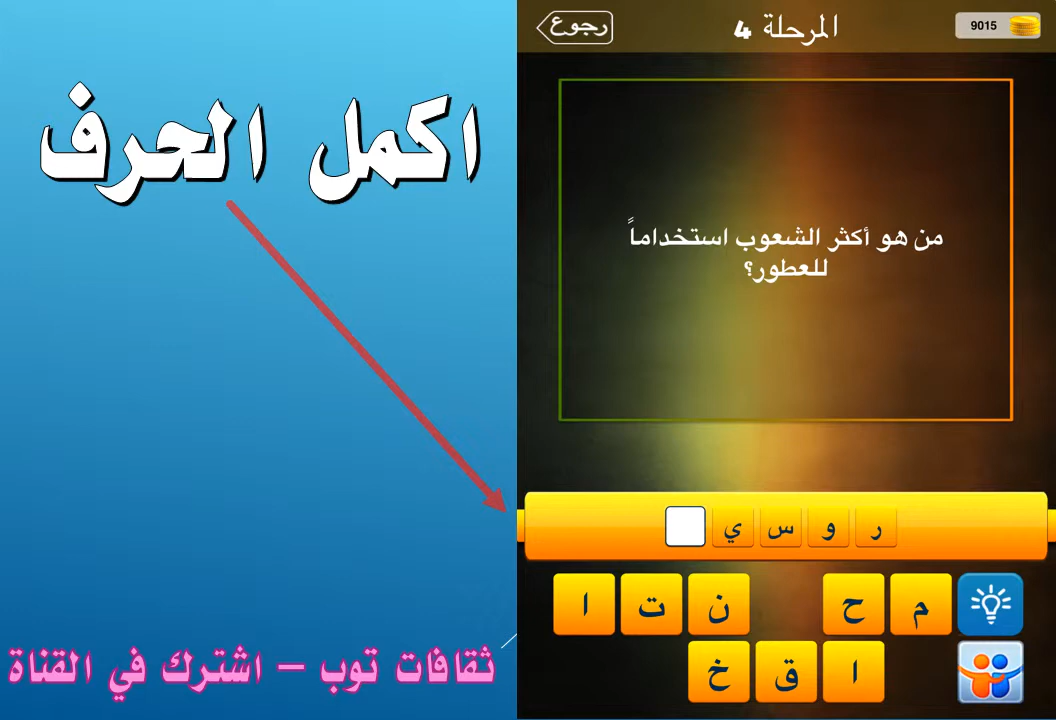 اكمل الحرف
ثقافات توب – اشترك في القناة
رجوع
المرحلة 4
9015
من هو أكثر الشعوب استخداماً
للعطور؟
ر و س ي
م ح ن ت ا
ا ق خ